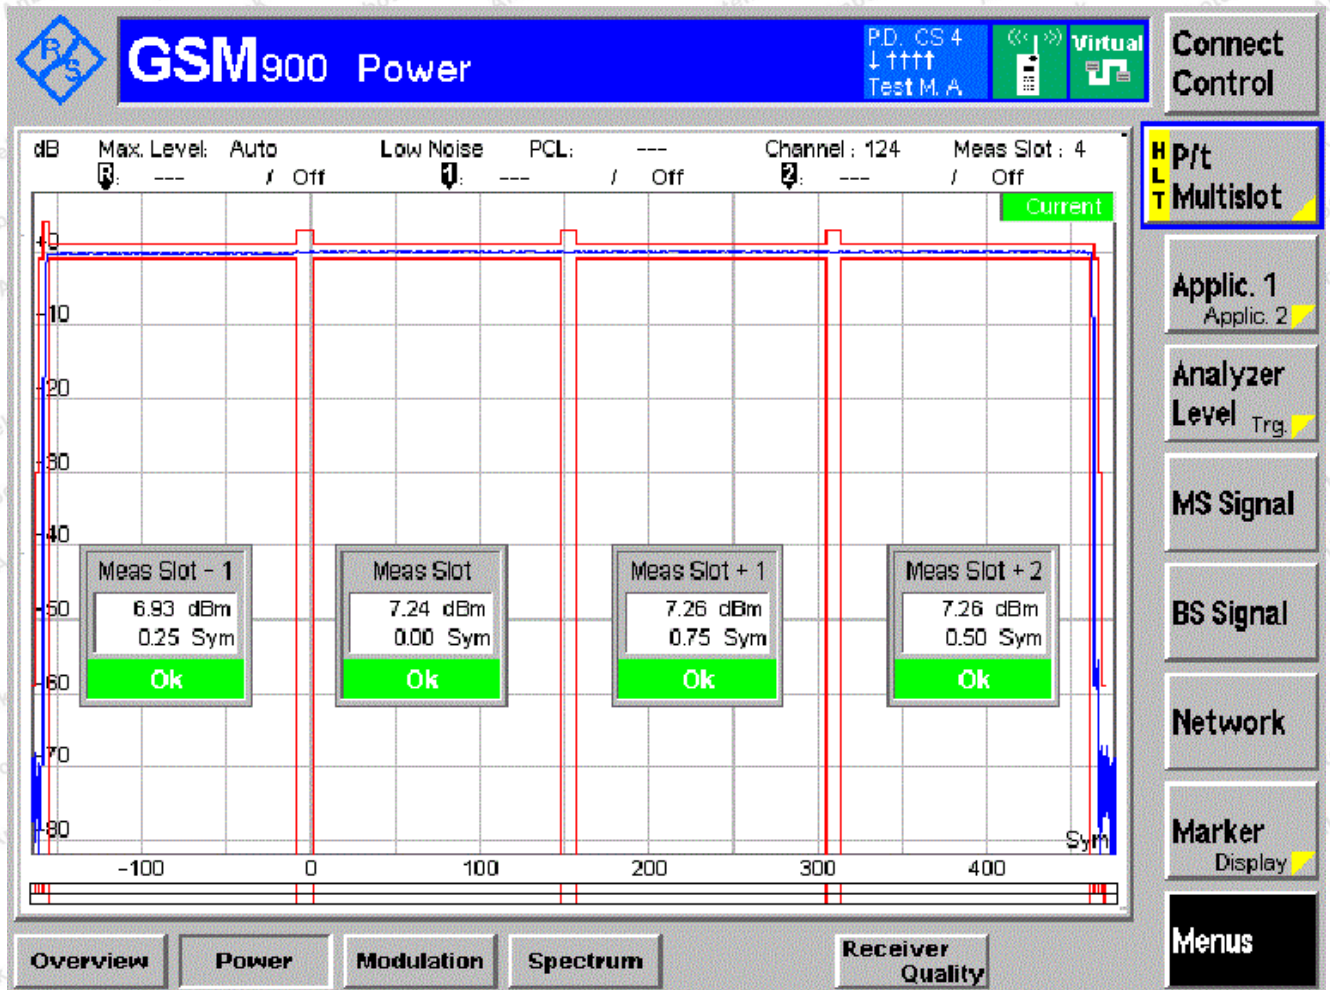 R S
GSM900 Power
P.D. CS 4
↓ ↑↑↑↑
Test M. A
Virtual
Connect
Control
dB Max. Level: Auto Low Noise PCL: --- Channel : 124 Meas Slot : 4
R: --- / Off 1: --- / Off 2: --- / Off
Current
H L T
P/t
Multislot
Applic. 1
Applic. 2
Analyzer
Level Trg.
MS Signal
BS Signal
Network
Marker
Display
Menus
+0
-10
-20
-30
-40
-50
-60
-70
-80
Meas Slot - 1
6.93 dBm
0.25 Sym
Ok
Meas Slot
7.24 dBm
0.00 Sym
Ok
Meas Slot + 1
7.26 dBm
0.75 Sym
Ok
Meas Slot + 2
7.26 dBm
0.50 Sym
Ok
Sym
-100 0 100 200 300 400
Overview Power Modulation Spectrum Receiver
Quality